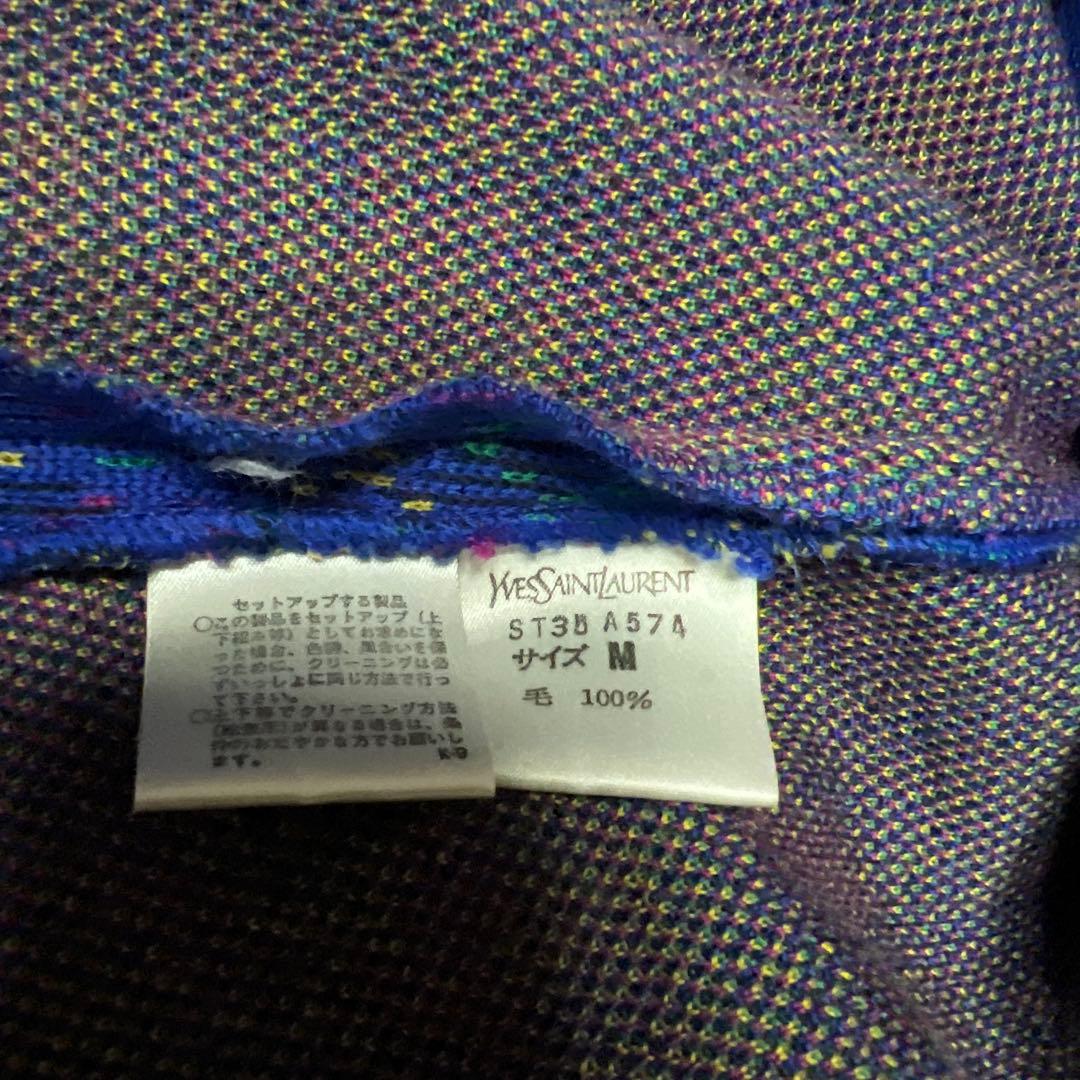 セットアップする製品
○この製品をセットアップ（上
下組み等）としてお求めにな
った場合、色調、風合いを保
つために、クリーニングは必
ずいっしょに同じ方法で行っ
て下さい。
○上下等でクリーニング方法
が異なる場合は、条
件のおだやかな方でお願いし
ます。 K-9
YVESSAINTLAURENT
ST3B A574
サイズ M
毛 100%